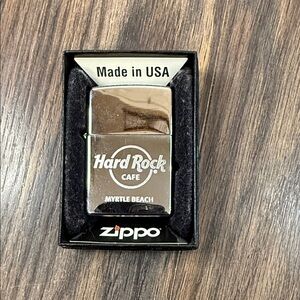 Made in USA
Hard Rock
CAFE
MYRTLE BEACH
zippo